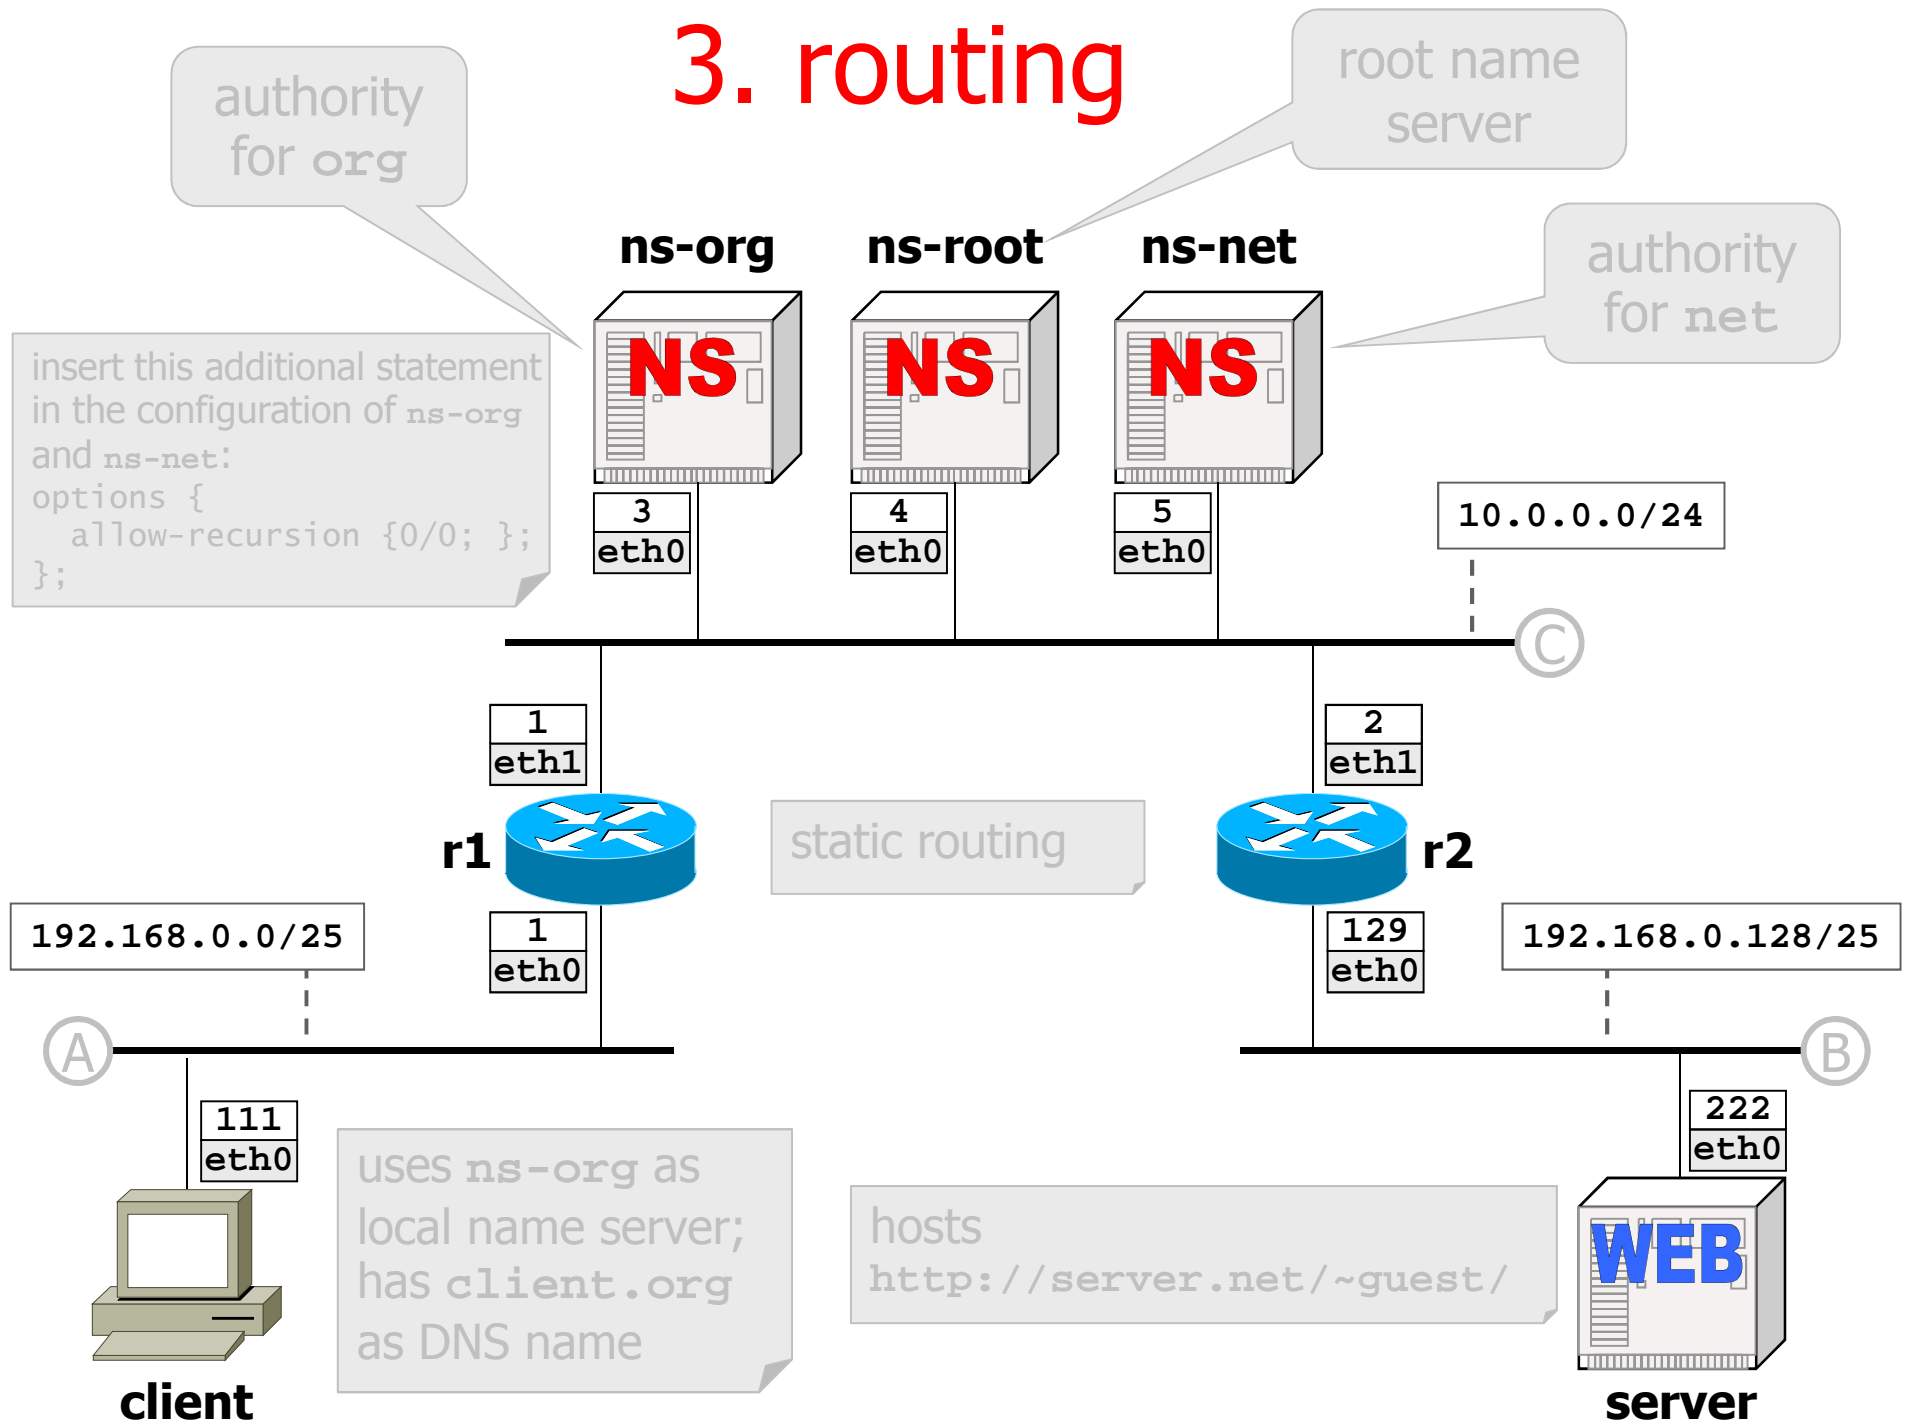 3. routing
authority
for org
root name
server
authority
for net
ns-org
ns-root
ns-net
NS
NS
NS
insert this additional statement
in the configuration of ns-org
and ns-net:
options {
allow-recursion {0/0; };
};
3
eth0
4
eth0
5
eth0
10.0.0.0/24
C
1
eth1
2
eth1
r1
static routing
r2
192.168.0.0/25
1
eth0
129
eth0
192.168.0.128/25
A
B
111
eth0
222
eth0
uses ns-org as
local name server;
has client.org
as DNS name
hosts
http://server.net/~guest/
WEB
client
server